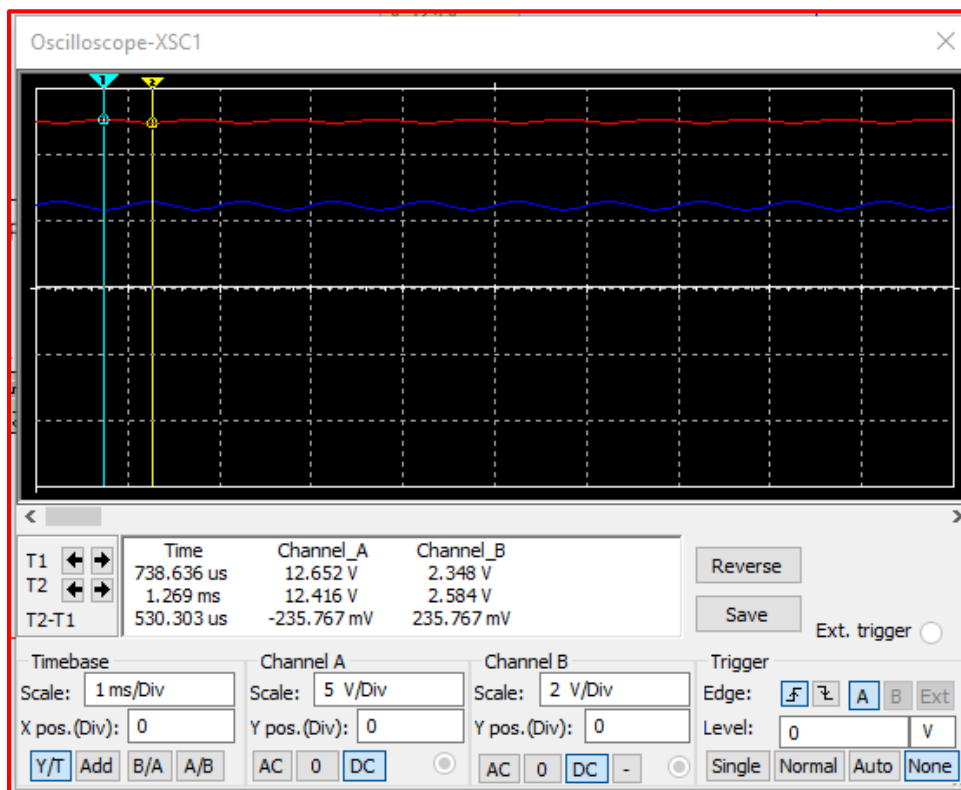 Oscilloscope-XSC1
1
2
T1
T2
T2-T1
Time Channel_A Channel_B
738.636 us 12.652 V 2.348 V
1.269 ms 12.416 V 2.584 V
530.303 us -235.767 mV 235.767 mV
Reverse
Save
Ext. trigger
Timebase
Scale: 1 ms/Div
X pos.(Div): 0
Y/T Add B/A A/B
Channel A
Scale: 5 V/Div
Y pos.(Div): 0
AC 0 DC
Channel B
Scale: 2 V/Div
Y pos.(Div): 0
AC 0 DC -
Trigger
Edge: A B Ext
Level: 0 V
Single Normal Auto None